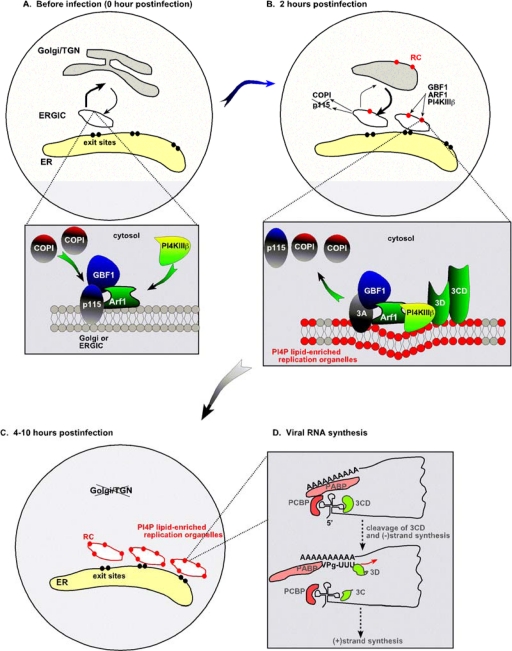 A. Before infection (0 hour postinfection)
Golgi/TGN
ERGIC
exit sites
ER
COPI
COPI
cytosol
PI4KIIIβ
GBF1
p115
Arf1
Golgi or
ERGIC
B. 2 hours postinfection
RC
COPI
p115
GBF1
ARF1
PI4KIIIβ
exit sites
ER
p115
COPI
COPI
cytosol
GBF1
3A
Arf1
PI4KIIIβ
3D
3CD
PI4P lipid-enriched
replication organelles
C. 4-10 hours postinfection
Golgi/TGN
PI4P lipid-enriched
replication organelles
RC
exit sites
ER
D. Viral RNA synthesis
AAAAAAAAAA
PABP
PCBP
3CD
5'
cleavage of 3CD
and (-)strand synthesis
AAAAAAAAAA
PABP
VPg-UUU
3D
PCBP
3C
(+)strand synthesis